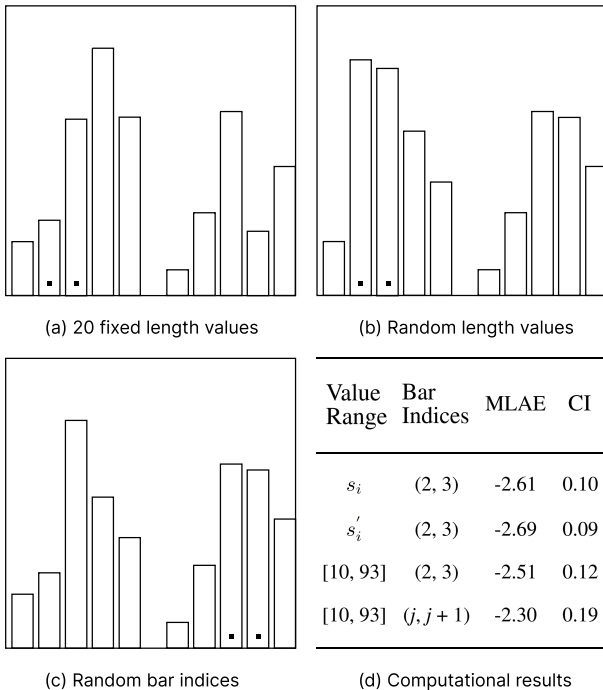 (a) 20 fixed length values
(b) Random length values
(c) Random bar indices
Value Range Bar Indices MLAE CI
s_i (2, 3) -2.61 0.10
s_i' (2, 3) -2.69 0.09
[10, 93] (2, 3) -2.51 0.12
[10, 93] (j, j + 1) -2.30 0.19
(d) Computational results